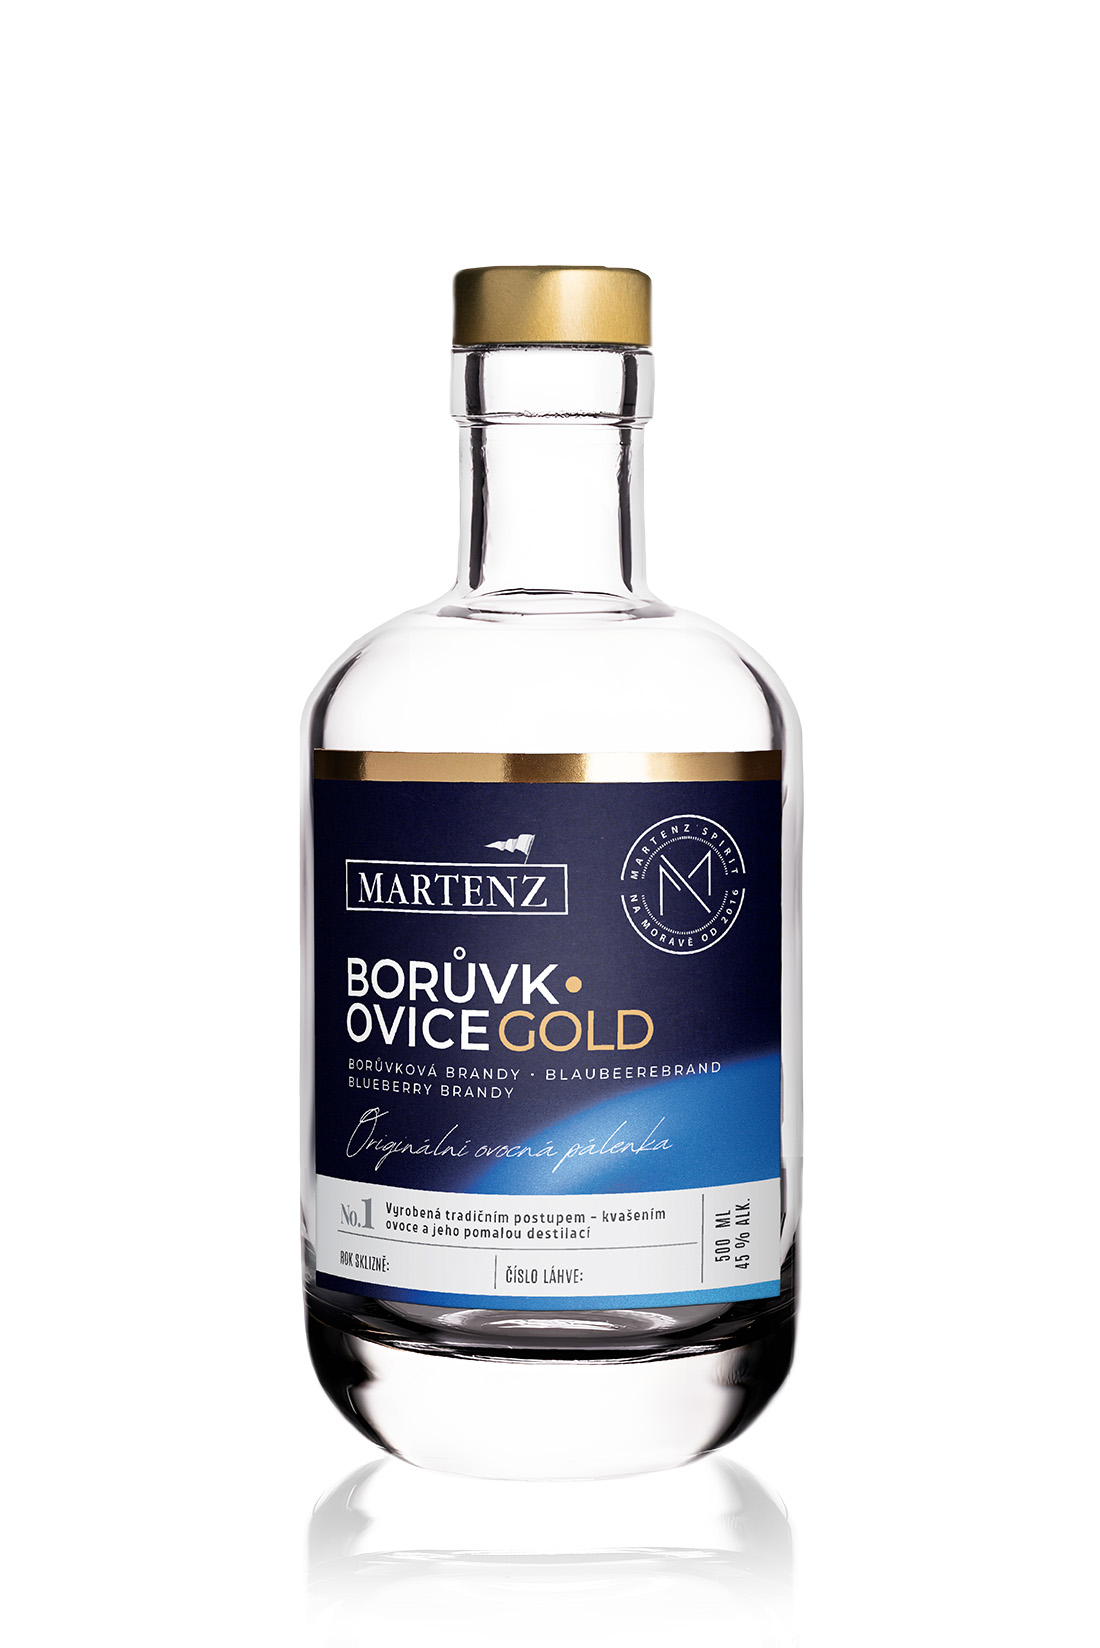 MARTENZ
MARTENZ SPIRIT
NA MORAVĚ OD 2016
BORŮVK•
OVICE GOLD
BORŮVKOVÁ BRANDY • BLAUBEEREBRAND
BLUEBERRY BRANDY
Originální ovocná pálenka
No.1
Vyrobená tradičním postupem – kvašením
ovoce a jeho pomalou destilací
ROK SKLIZNĚ:
ČÍSLO LÁHVE:
500 ML
45 % ALK.